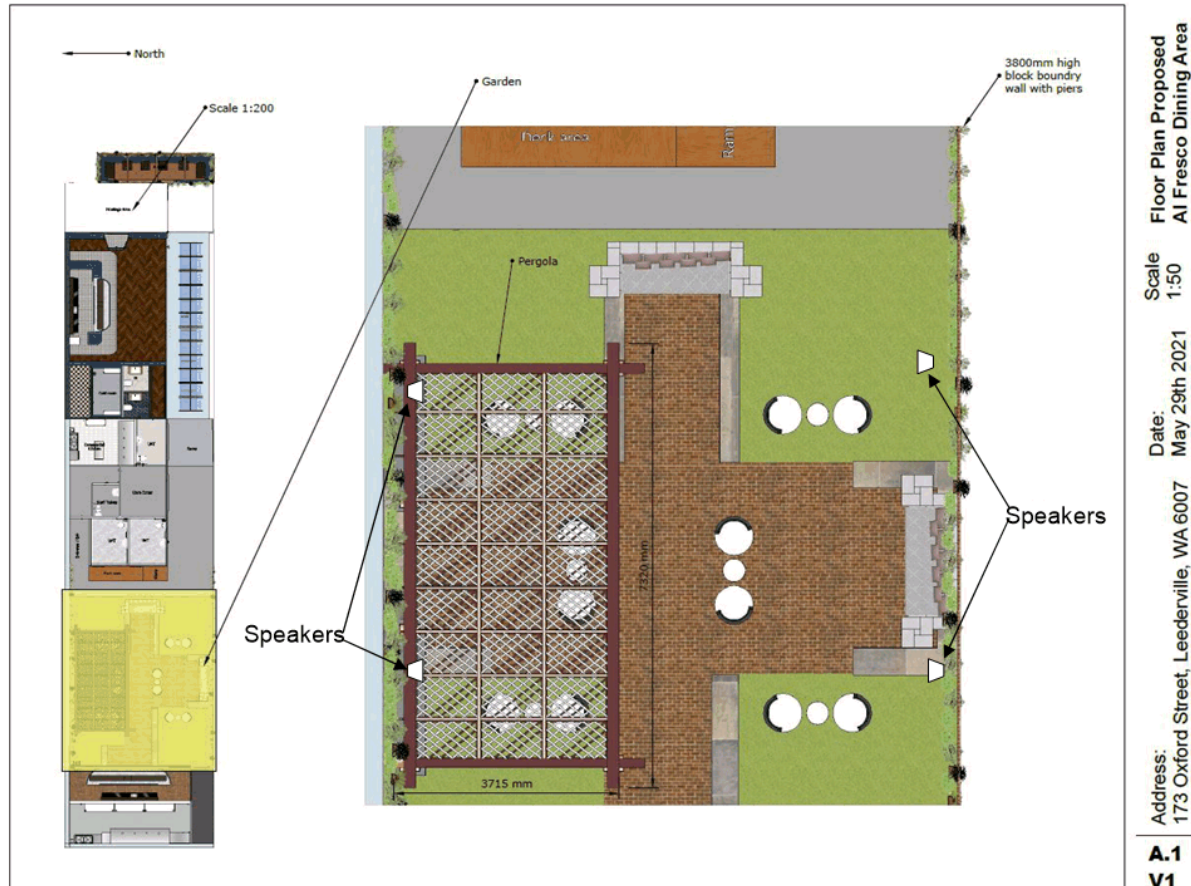 North
Scale 1:200
Garden
3800mm high
block boundry
wall with piers
Deck area
Ram
Pergola
Speakers
Speakers
7320 mm
3715 mm
Floor Plan Proposed
Al Fresco Dining Area
Scale
1:50
Date:
May 29th 2021
Address:
173 Oxford Street, Leederville, WA 6007
A.1
V1